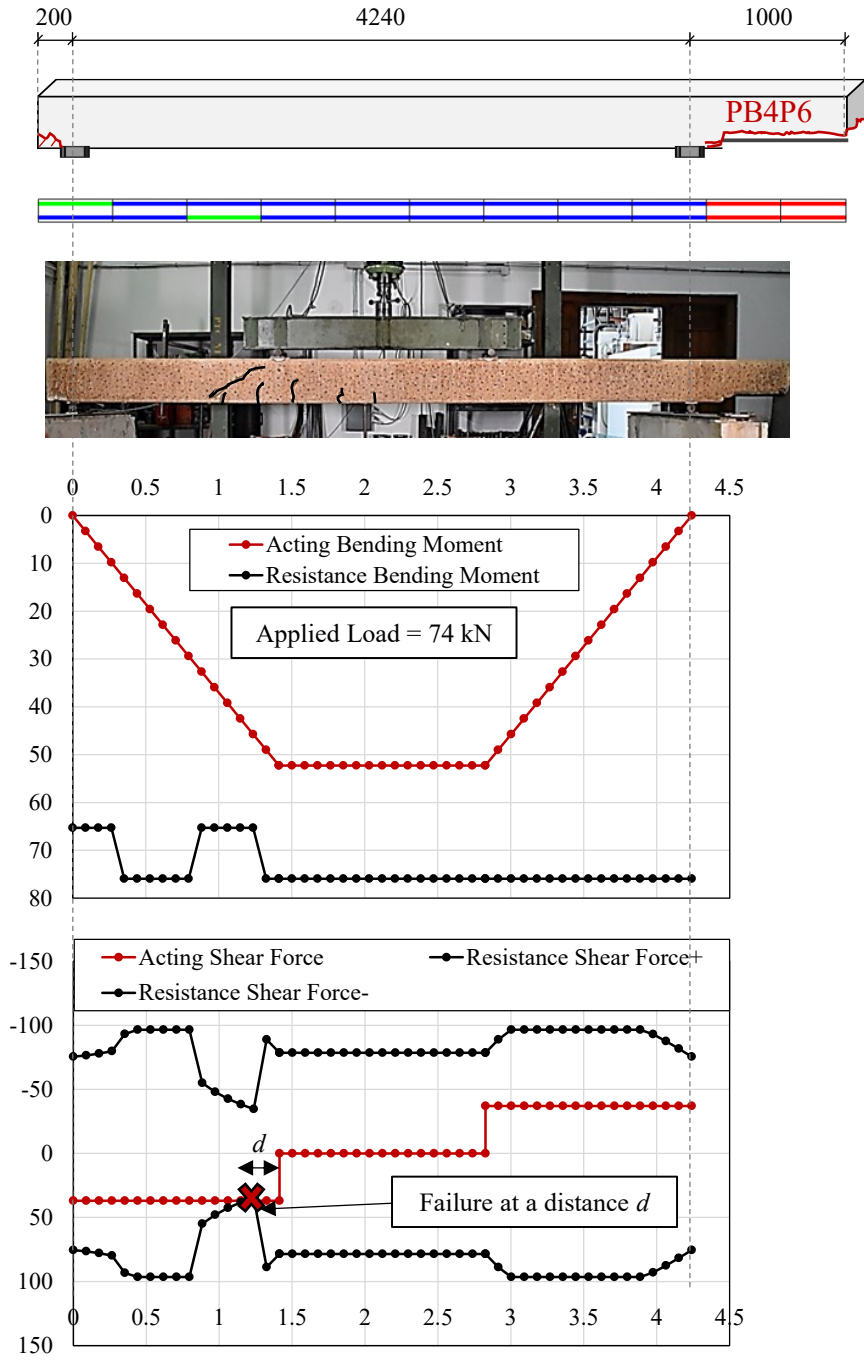 200 4240 1000
PB4P6
0 0.5 1 1.5 2 2.5 3 3.5 4 4.5
0
Acting Bending Moment
10
Resistance Bending Moment
20
Applied Load = 74 kN
30
40
50
60
70
80
-150
Acting Shear Force Resistance Shear Force+
Resistance Shear Force-
-100
-50
0
d
50
Failure at a distance d
100
0 0.5 1 1.5 2 2.5 3 3.5 4 4.5
150